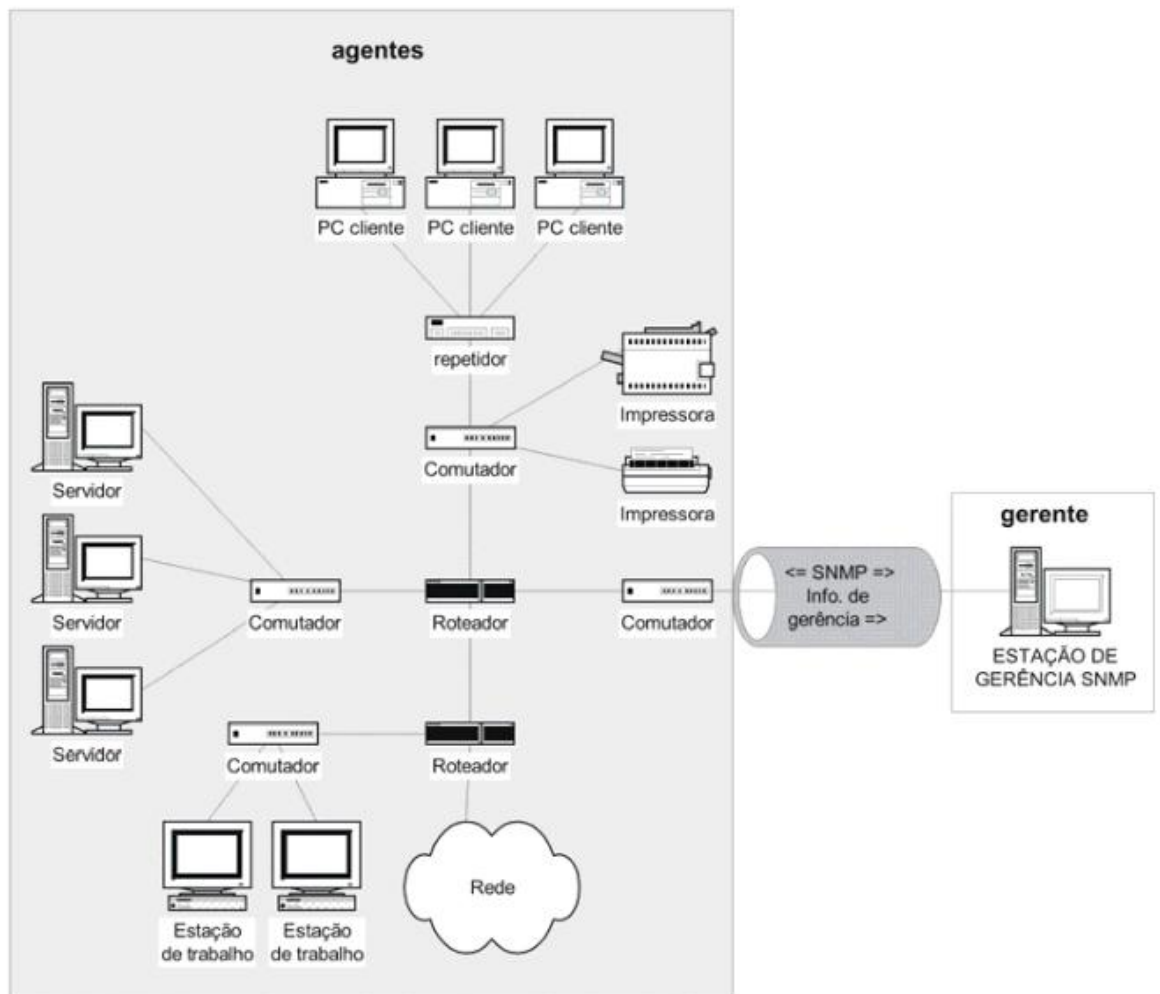 agentes
PC cliente
PC cliente
PC cliente
repetidor
Impressora
Comutador
Impressora
Servidor
Servidor
Servidor
Comutador
Roteador
Comutador
<= SNMP =>
Info. de
gerência =>
gerente
ESTAÇÃO DE
GERÊNCIA SNMP
Comutador
Roteador
Rede
Estação
de trabalho
Estação
de trabalho